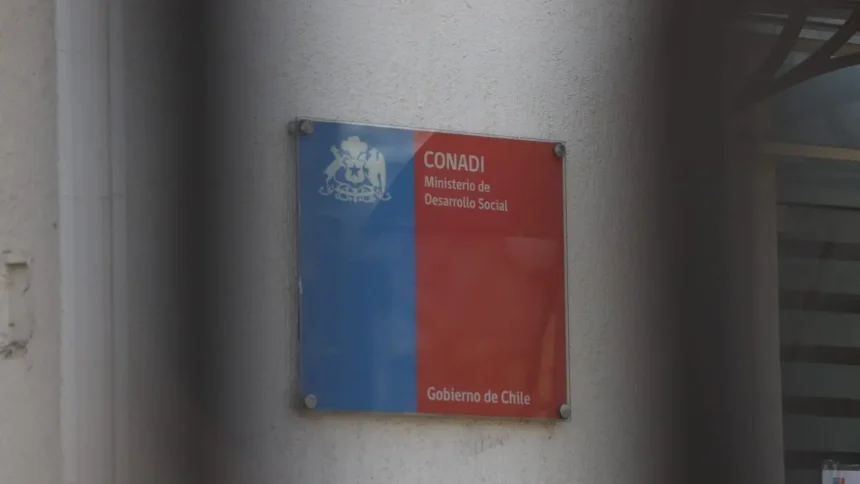 CONADI
Ministerio de
Desarrollo Social
Gobierno de Chile